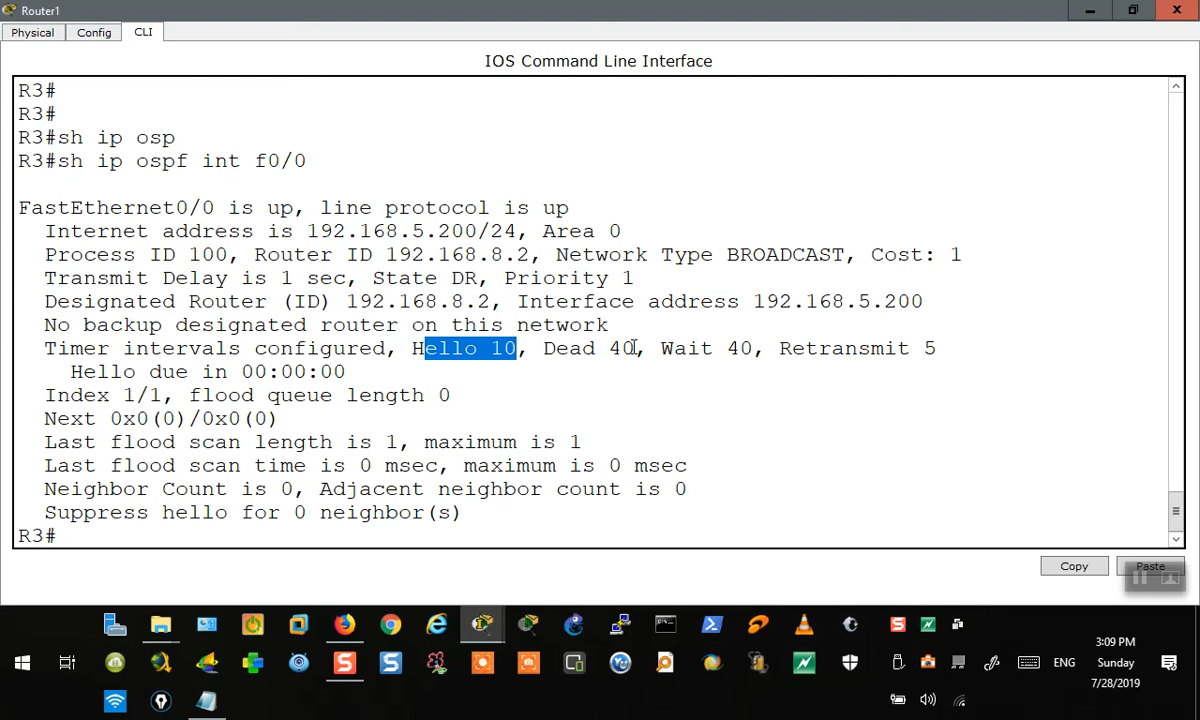 Router1
Physical Config CLI
IOS Command Line Interface
R3#
R3#
R3#sh ip osp
R3#sh ip ospf int f0/0
FastEthernet0/0 is up, line protocol is up
Internet address is 192.168.5.200/24, Area 0
Process ID 100, Router ID 192.168.8.2, Network Type BROADCAST, Cost: 1
Transmit Delay is 1 sec, State DR, Priority 1
Designated Router (ID) 192.168.8.2, Interface address 192.168.5.200
No backup designated router on this network
Timer intervals configured, Hello 10, Dead 40, Wait 40, Retransmit 5
Hello due in 00:00:00
Index 1/1, flood queue length 0
Next 0x0(0)/0x0(0)
Last flood scan length is 1, maximum is 1
Last flood scan time is 0 msec, maximum is 0 msec
Neighbor Count is 0, Adjacent neighbor count is 0
Suppress hello for 0 neighbor(s)
R3#
Copy Paste
3:09 PM
ENG Sunday
7/28/2019